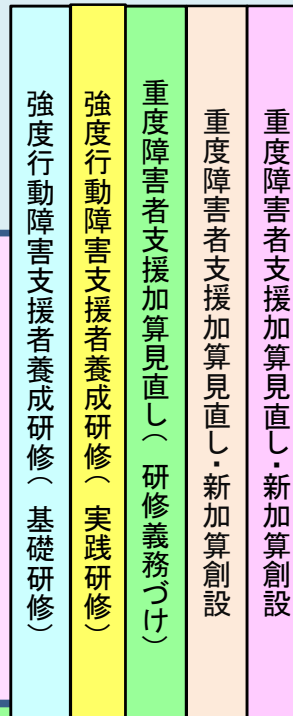 強度行動障害支援者養成研修（基礎研修）
強度行動障害支援者養成研修（実践研修）
重度障害者支援加算見直し（研修義務づけ）
重度障害者支援加算見直し・新加算創設
重度障害者支援加算見直し・新加算創設